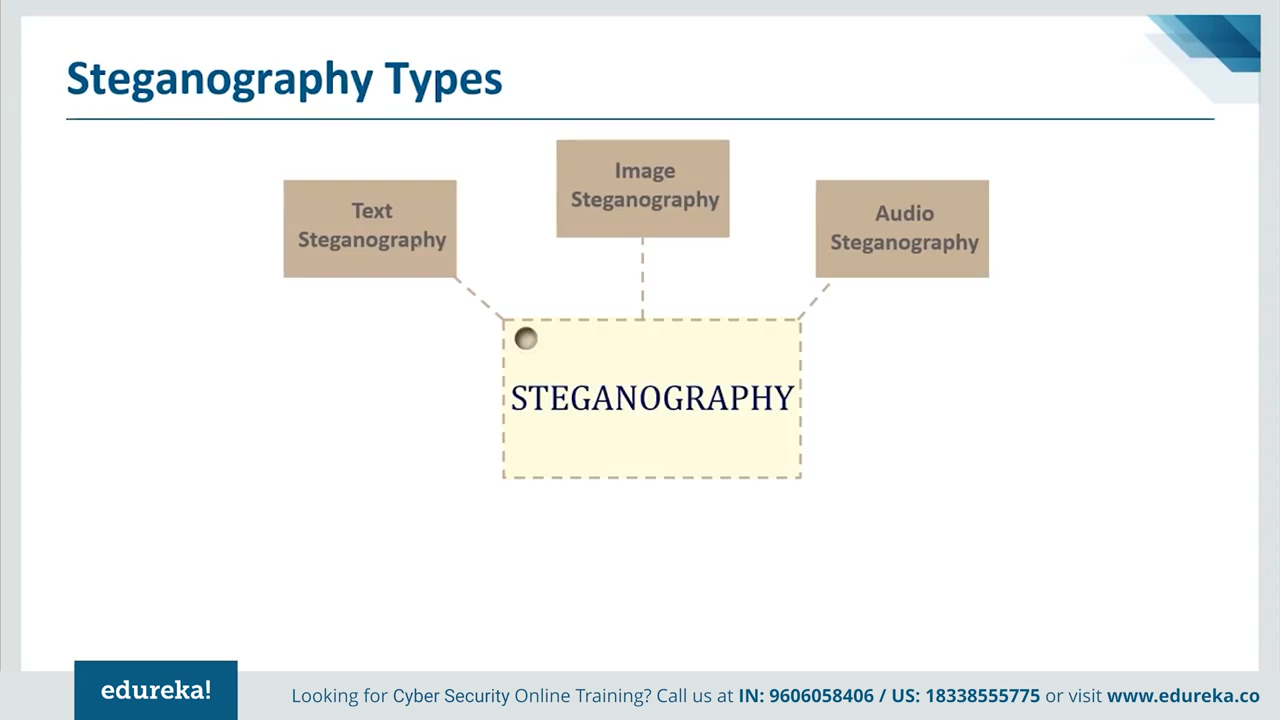 Steganography Types
Image
Steganography
Text
Steganography
Audio
Steganography
STEGANOGRAPHY
edureka!
Looking for Cyber Security Online Training? Call us at IN: 9606058406 / US: 18338555775 or visit www.edureka.co